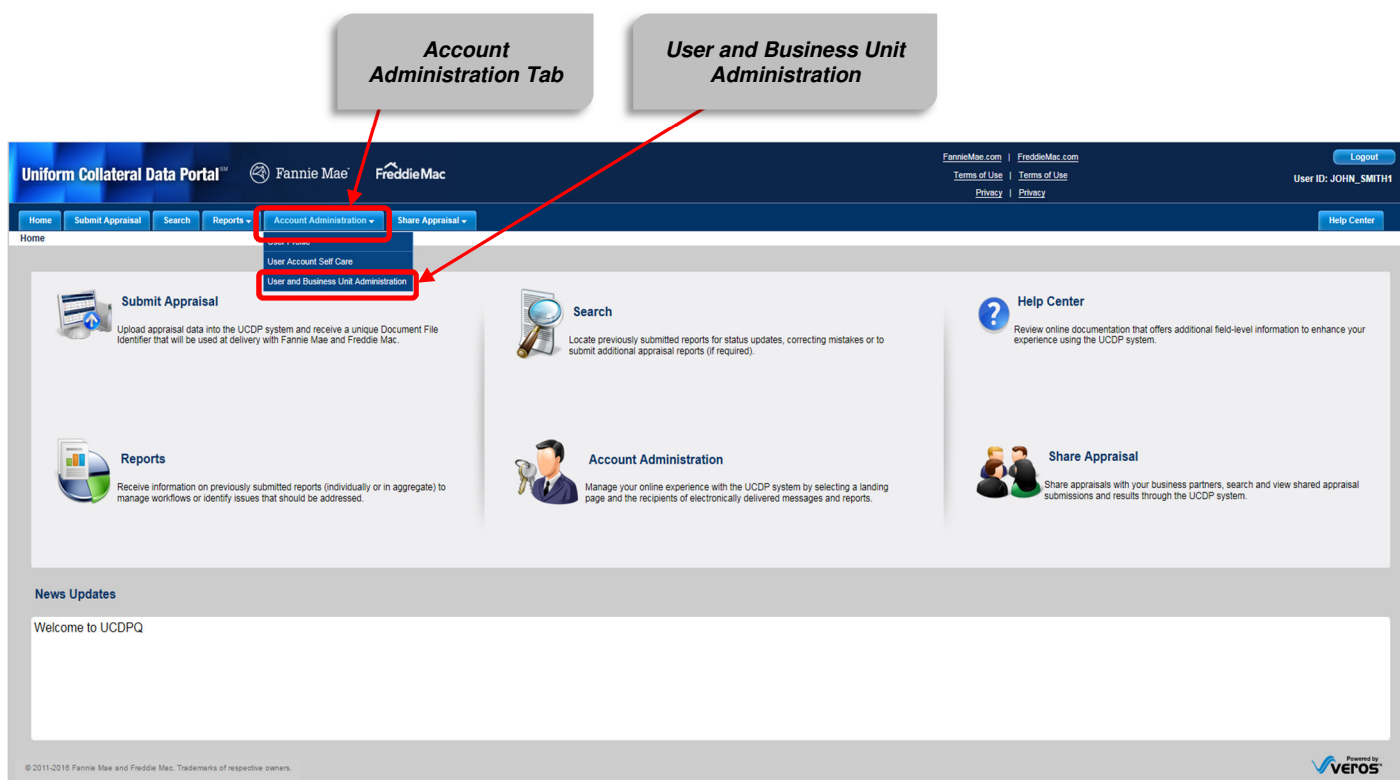 Account
Administration Tab
User and Business Unit
Administration
Uniform Collateral Data Portal℠
Fannie Mae®
Freddie Mac
FannieMae.com | FreddieMac.com
Terms of Use | Terms of Use
Privacy | Privacy
Logout
User ID: JOHN_SMITH1
Home Submit Appraisal Search Reports Account Administration Share Appraisal Help Center
Home
User Profile
User Account Self Care
User and Business Unit Administration
Submit Appraisal
Upload appraisal data into the UCDP system and receive a unique Document File
Identifier that will be used at delivery with Fannie Mae and Freddie Mac.
Search
Locate previously submitted reports for status updates, correcting mistakes or to
submit additional appraisal reports (if required).
Help Center
Review online documentation that offers additional field-level information to enhance your
experience using the UCDP system.
Reports
Receive information on previously submitted reports (individually or in aggregate) to
manage workflows or identify issues that should be addressed.
Account Administration
Manage your online experience with the UCDP system by selecting a landing
page and the recipients of electronically delivered messages and reports.
Share Appraisal
Share appraisals with your business partners, search and view shared appraisal
submissions and results through the UCDP system.
News Updates
Welcome to UCDPQ
© 2011-2016 Fannie Mae and Freddie Mac. Trademarks of respective owners.
Powered by
veros